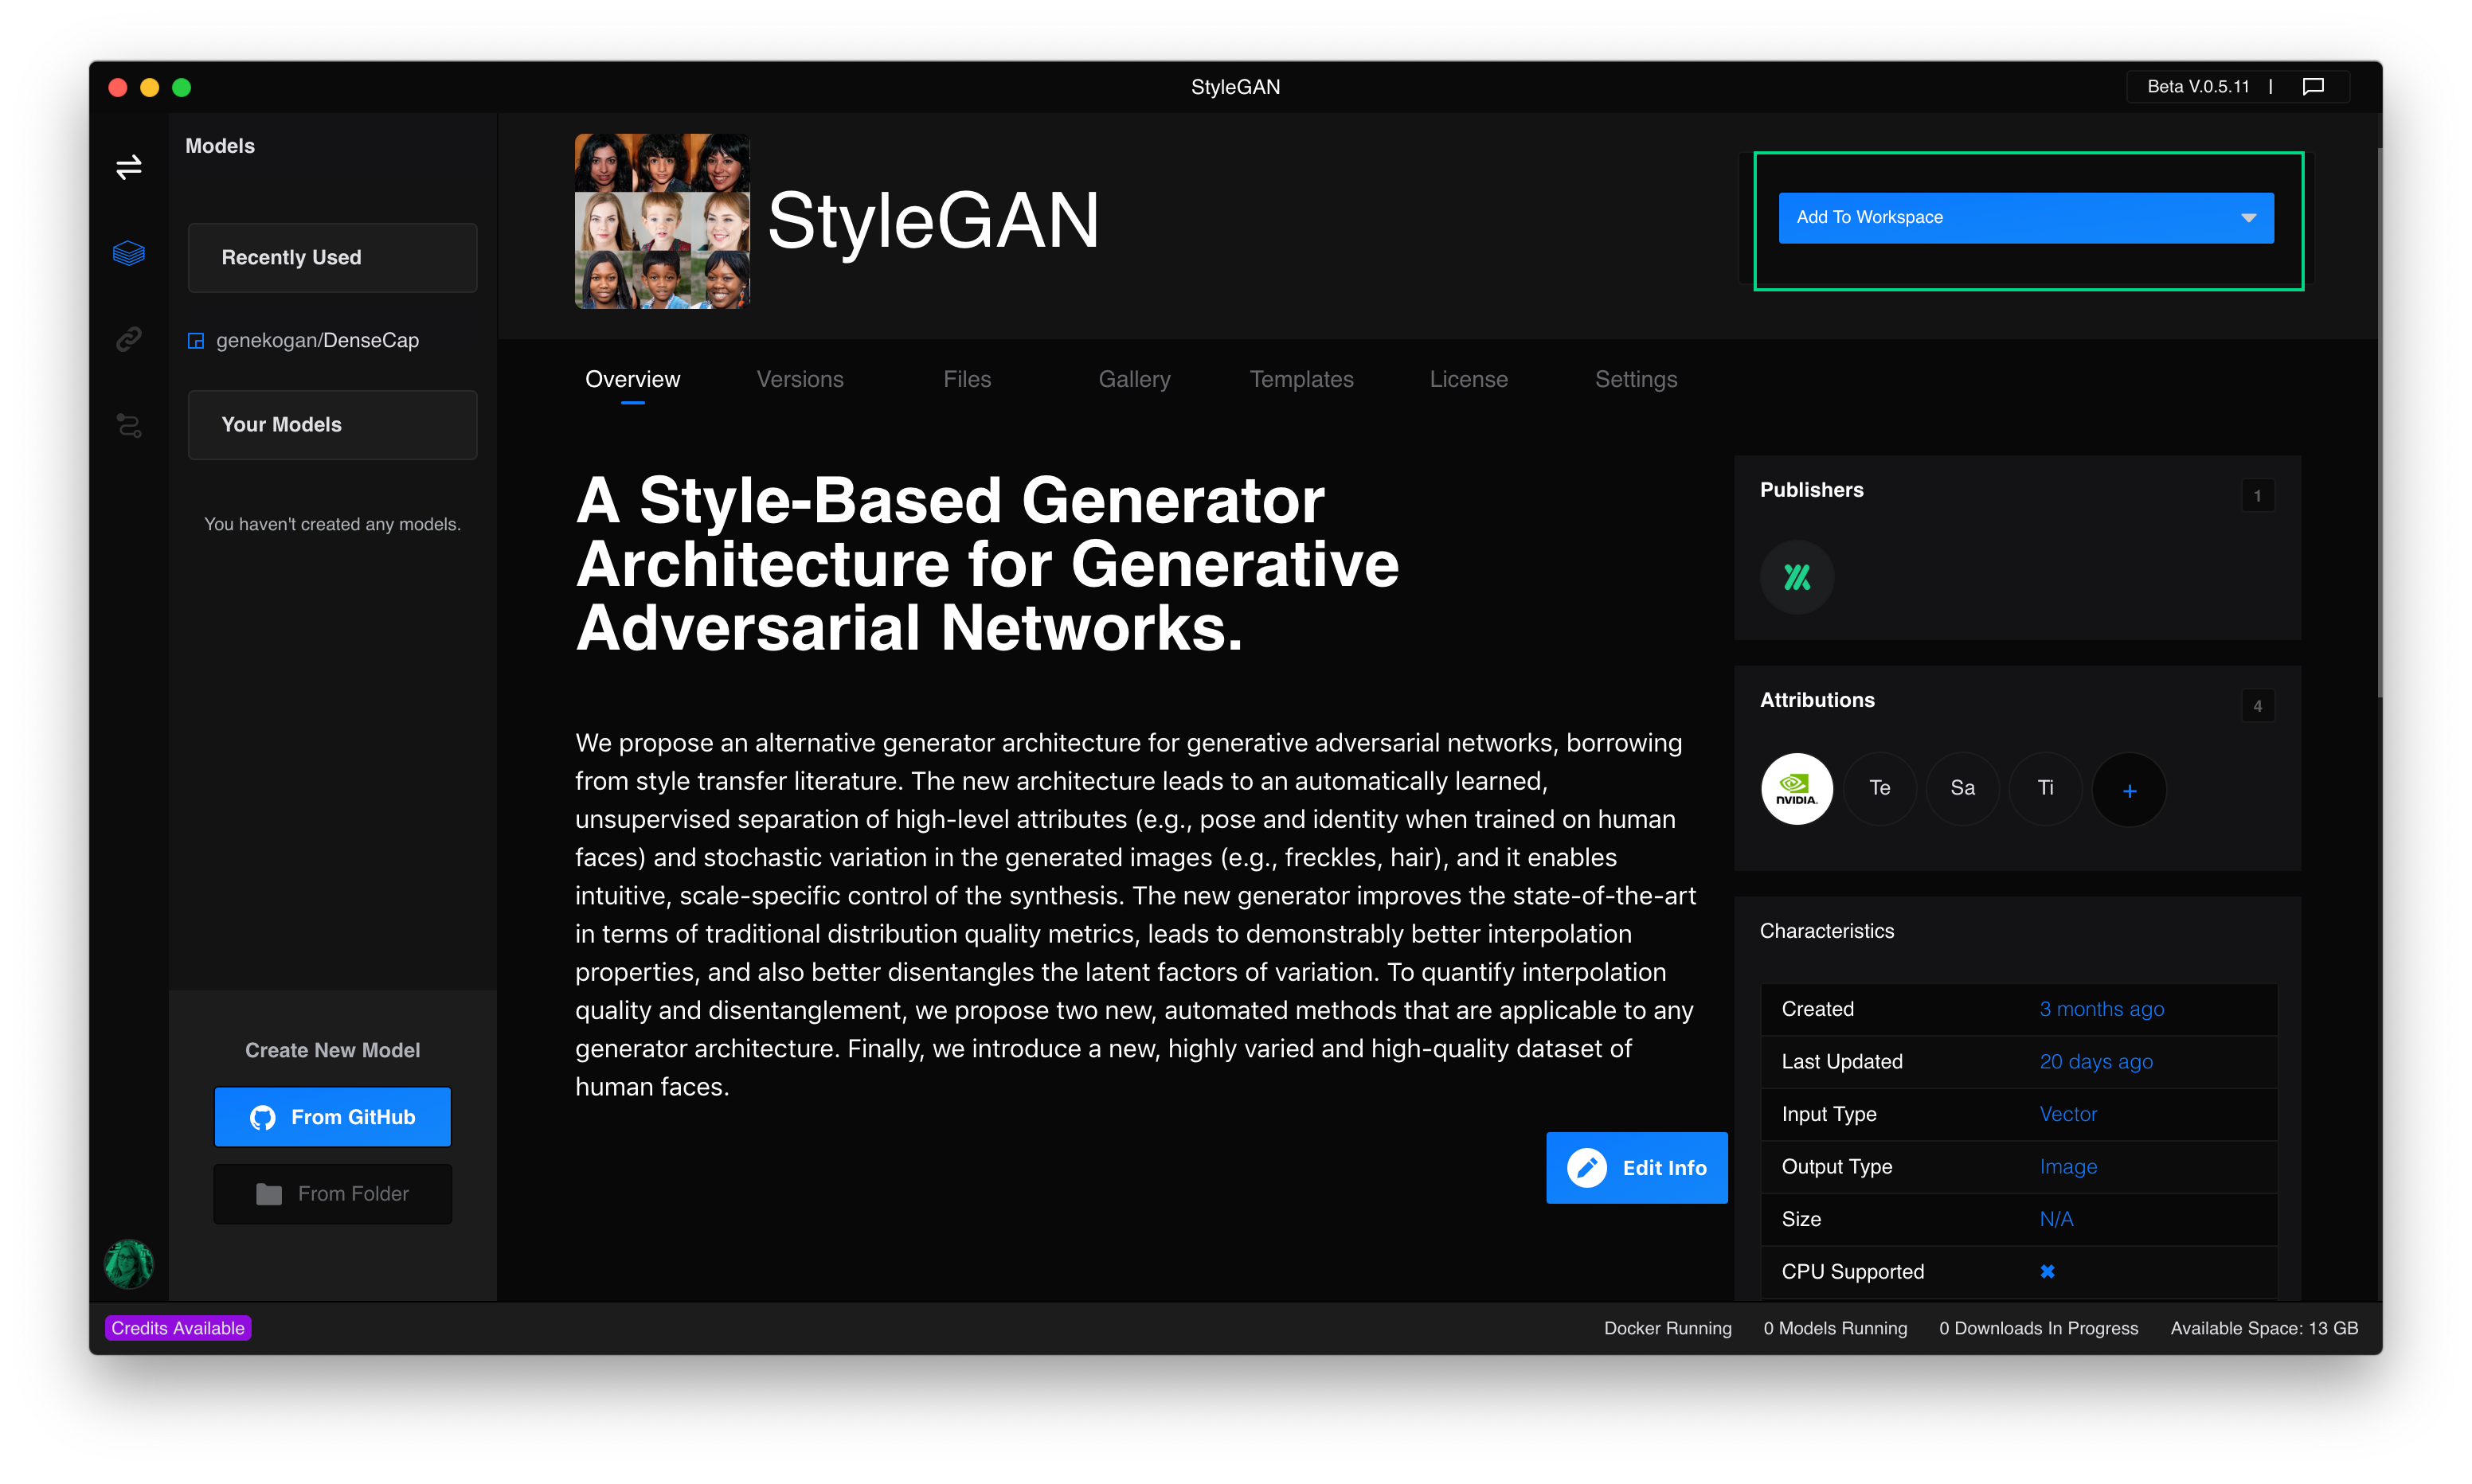 StyleGAN
Beta V.0.5.11 |
Models
Recently Used
genekogan/DenseCap
Your Models
You haven't created any models.
Create New Model
From GitHub
From Folder
StyleGAN
Add To Workspace
Overview
Versions
Files
Gallery
Templates
License
Settings
A Style-Based Generator
Architecture for Generative
Adversarial Networks.
We propose an alternative generator architecture for generative adversarial networks, borrowing
from style transfer literature. The new architecture leads to an automatically learned,
unsupervised separation of high-level attributes (e.g., pose and identity when trained on human
faces) and stochastic variation in the generated images (e.g., freckles, hair), and it enables
intuitive, scale-specific control of the synthesis. The new generator improves the state-of-the-art
in terms of traditional distribution quality metrics, leads to demonstrably better interpolation
properties, and also better disentangles the latent factors of variation. To quantify interpolation
quality and disentanglement, we propose two new, automated methods that are applicable to any
generator architecture. Finally, we introduce a new, highly varied and high-quality dataset of
human faces.
Edit Info
Publishers 1
Attributions 4
NVIDIA. Te Sa Ti +
Characteristics
Created 3 months ago
Last Updated 20 days ago
Input Type Vector
Output Type Image
Size N/A
CPU Supported
Credits Available
Docker Running
0 Models Running
0 Downloads In Progress
Available Space: 13 GB